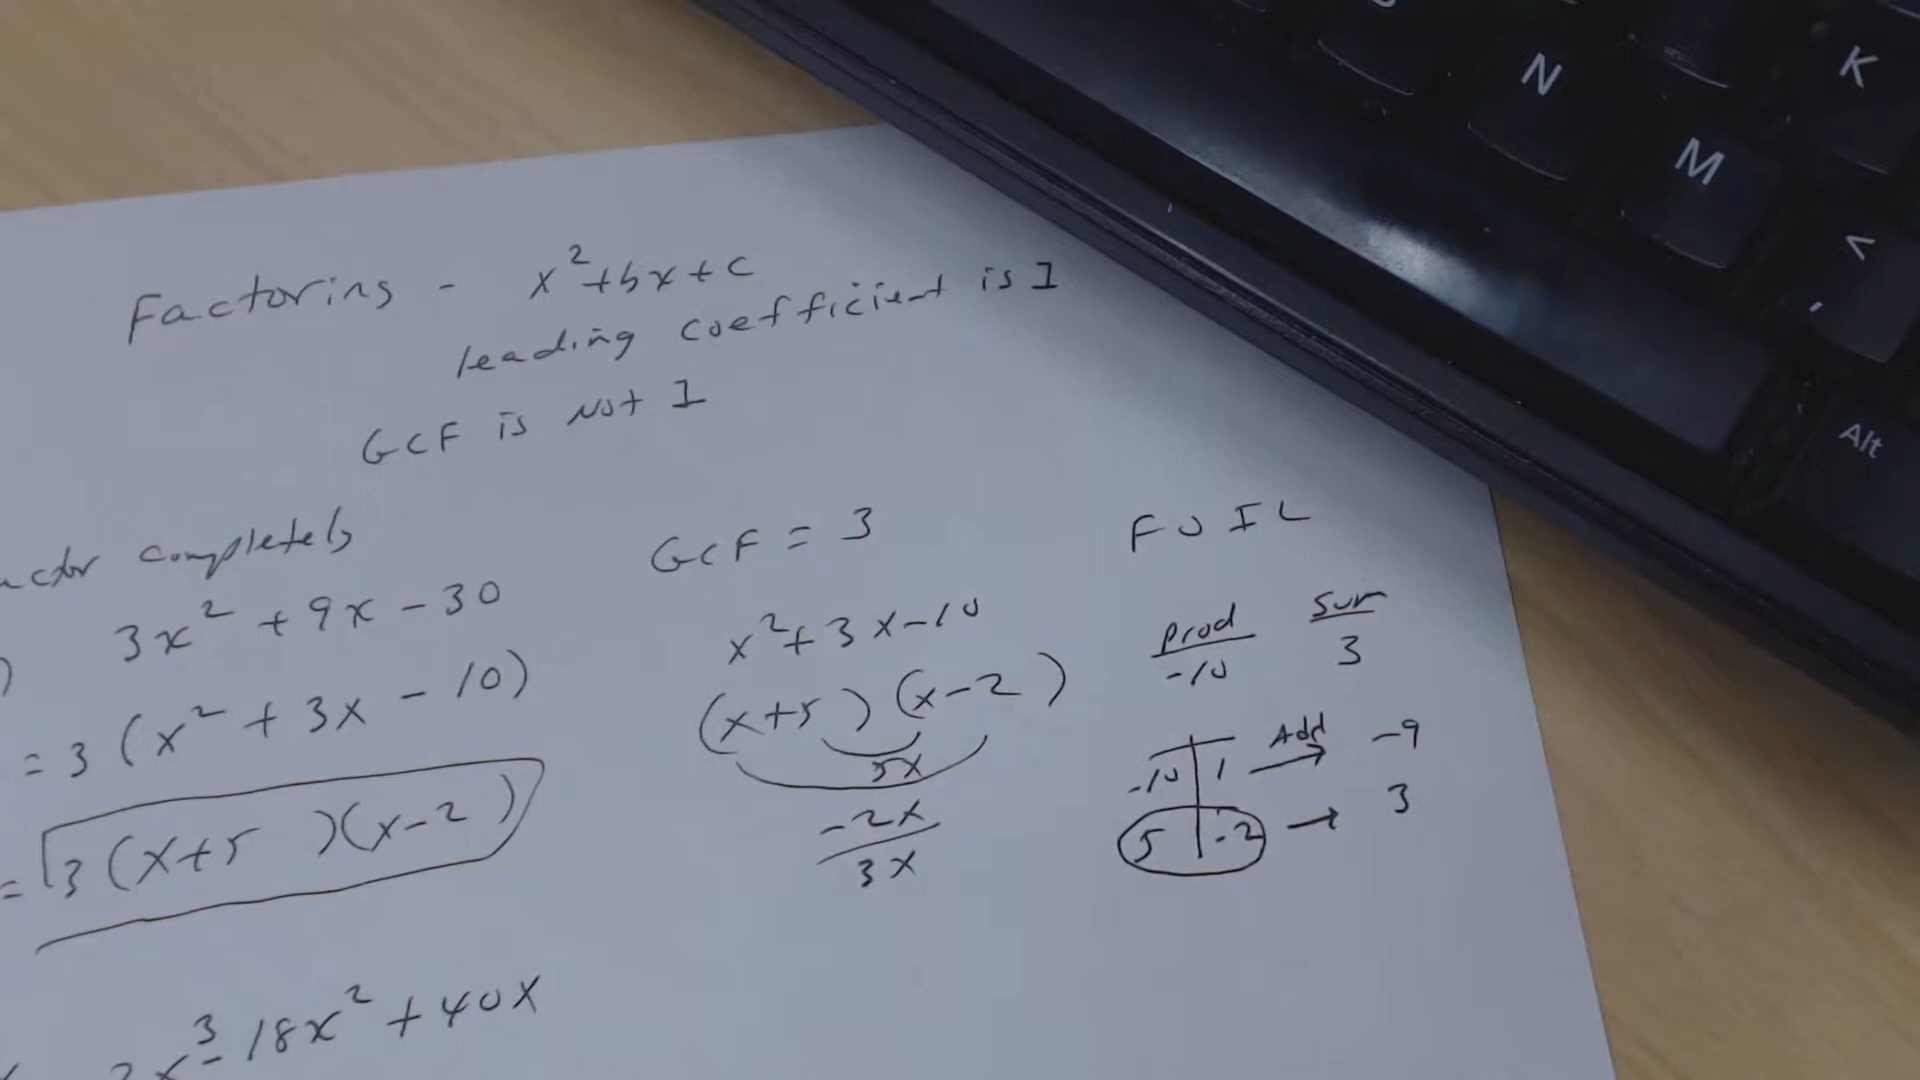 Factoring - x²+bx+c
leading coefficient is 1
GCF is Not 1
completely
3x² + 9x - 30
= 3(x² + 3x - 10)
= 3(x+5 )(x-2)
GCF = 3
x²+3x-10
(x+5 )(x-2 )
5x
-2x
3x
FOIL
prod sum
-10 3
-10 1 Add → -9
5 -2 → 3
3 - 18x² + 40x
N
K
M
<
,
Alt